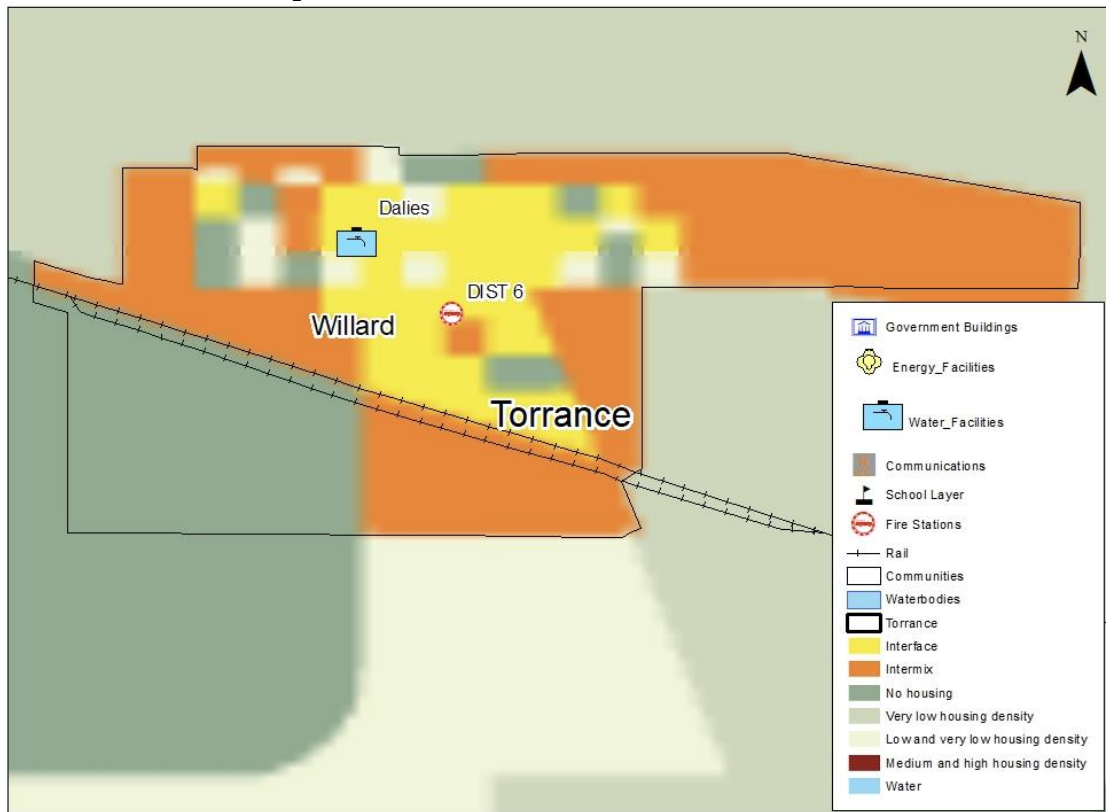 N
Dalies
DIST 6
Willard
Torrance
Government Buildings
Energy_Facilities
Water_Facilities
Communications
School Layer
Fire Stations
Rail
Communities
Waterbodies
Torrance
Interface
Intermix
No housing
Very low housing density
Low and very low housing density
Medium and high housing density
Water